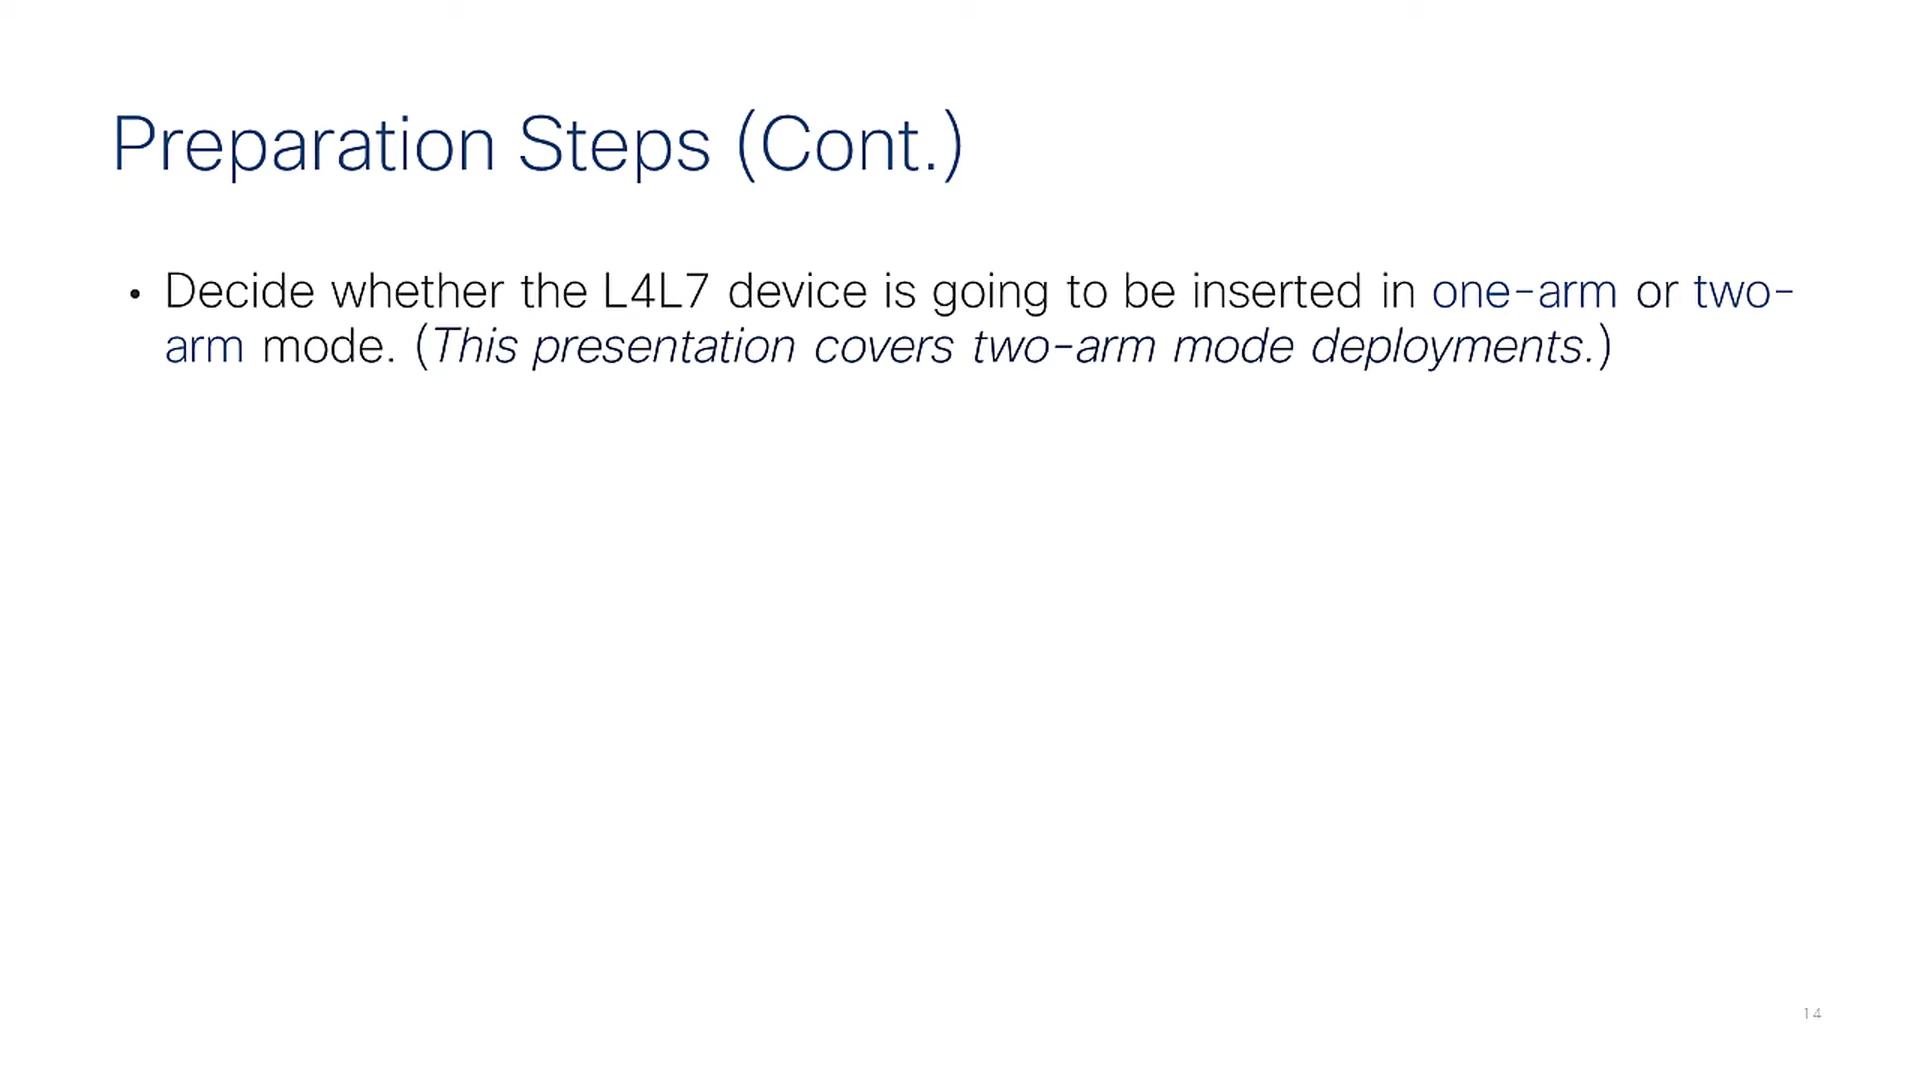 Preparation Steps (Cont.)
• Decide whether the L4L7 device is going to be inserted in one-arm or two-
arm mode. (This presentation covers two-arm mode deployments.)
14